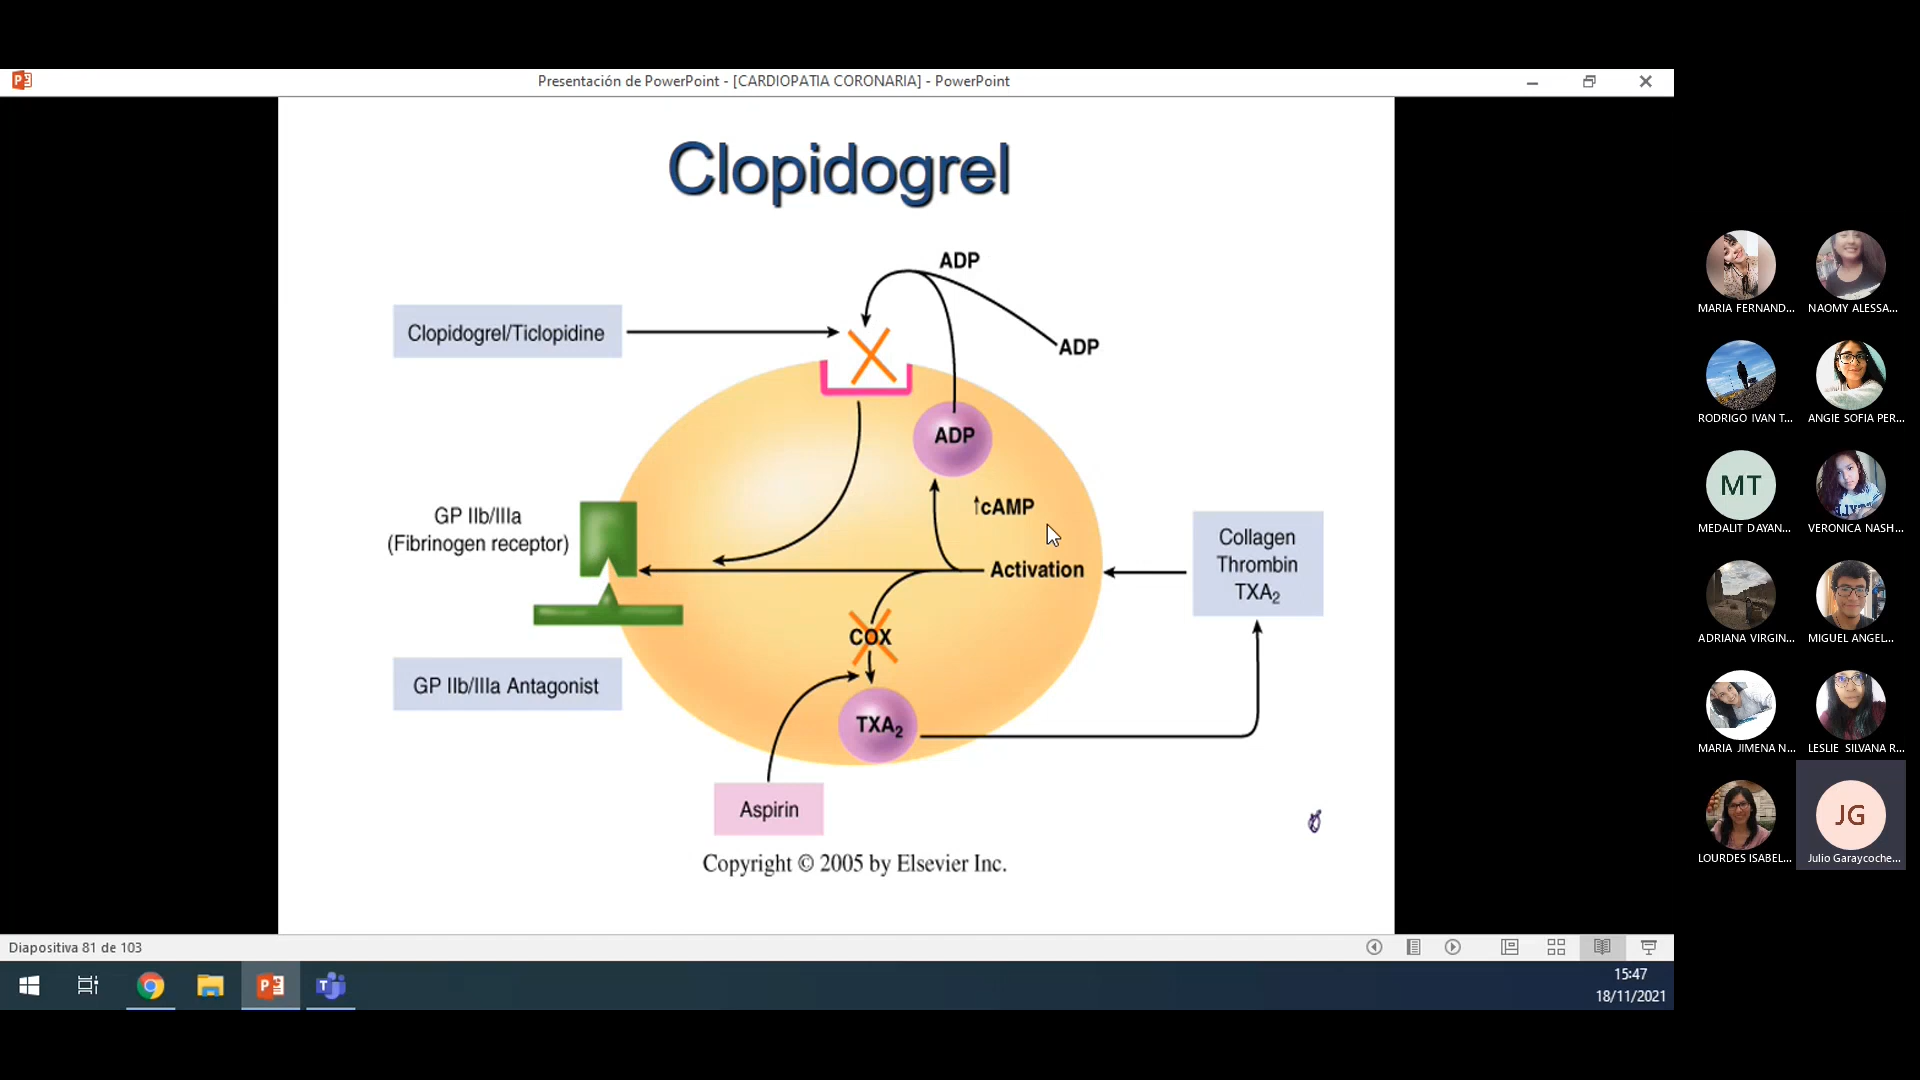 Presentación de PowerPoint - [CARDIOPATIA CORONARIA] - PowerPoint
Clopidogrel
ADP
Clopidogrel/Ticlopidine
ADP
ADP
↑cAMP
GP IIb/IIIa
(Fibrinogen receptor)
Activation
Collagen
Thrombin
TXA₂
COX
GP IIb/IIIa Antagonist
TXA₂
Aspirin
Copyright © 2005 by Elsevier Inc.
MARIA FERNAND...
NAOMY ALESSA...
RODRIGO IVAN T...
ANGIE SOFIA PER...
MT
MEDALIT DAYAN...
VERONICA NASH...
ADRIANA VIRGIN...
MIGUEL ANGEL...
MARIA JIMENA N...
LESLIE SILVANA R...
LOURDES ISABEL...
JG
Julio Garaycoche...
Diapositiva 81 de 103
15:47
18/11/2021